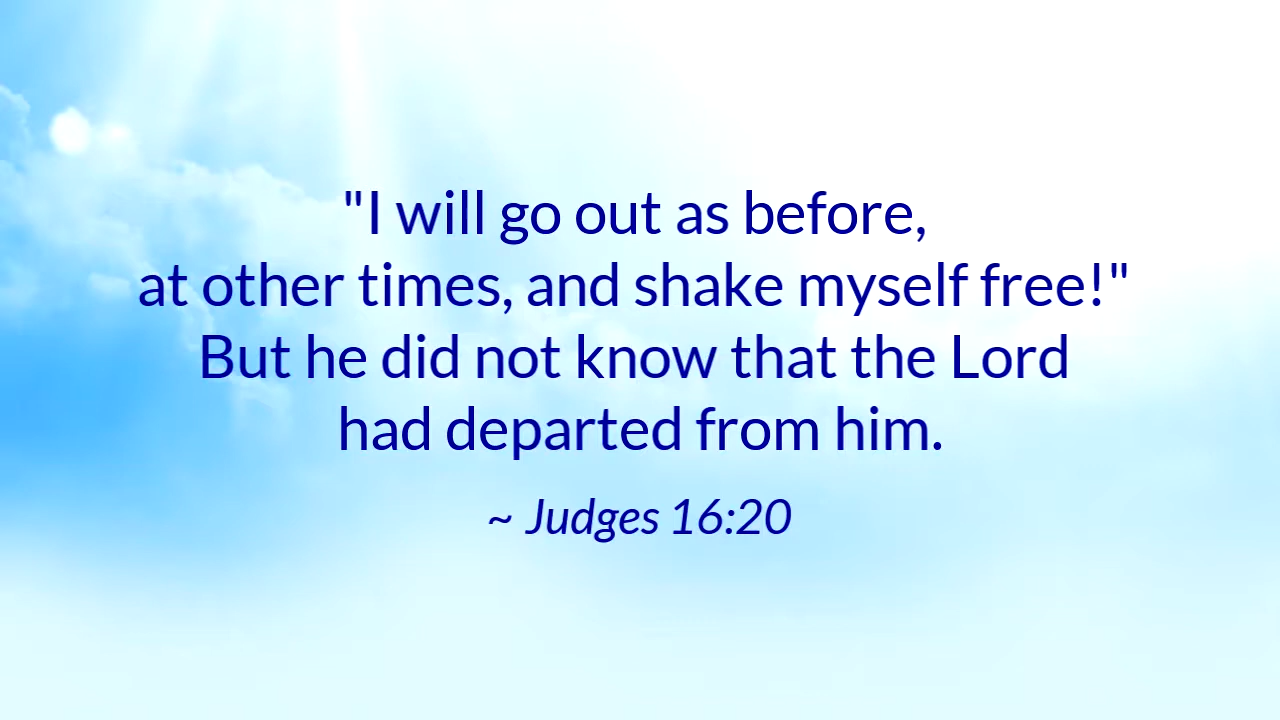 "I will go out as before,
at other times, and shake myself free!"
But he did not know that the Lord
had departed from him.
~ Judges 16:20